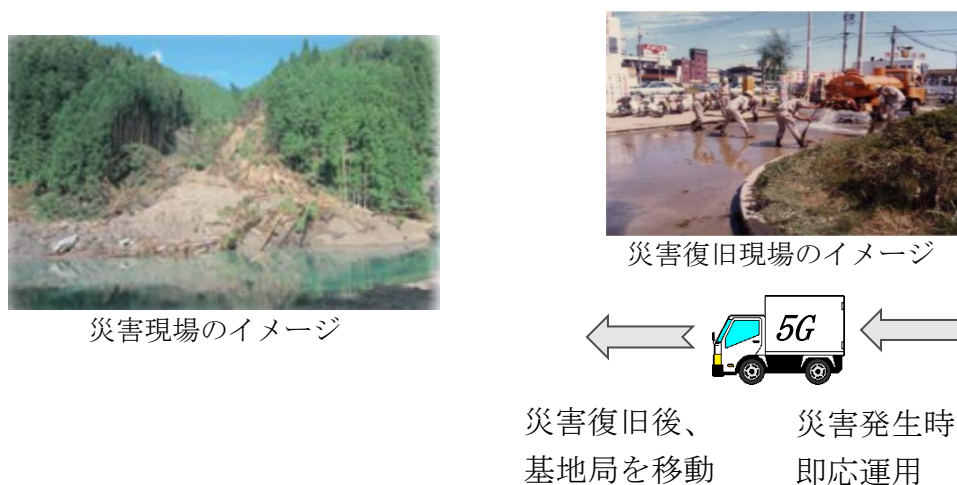 災害現場のイメージ
災害復旧現場のイメージ
5G
災害復旧後、
基地局を移動
災害発生時
即応運用